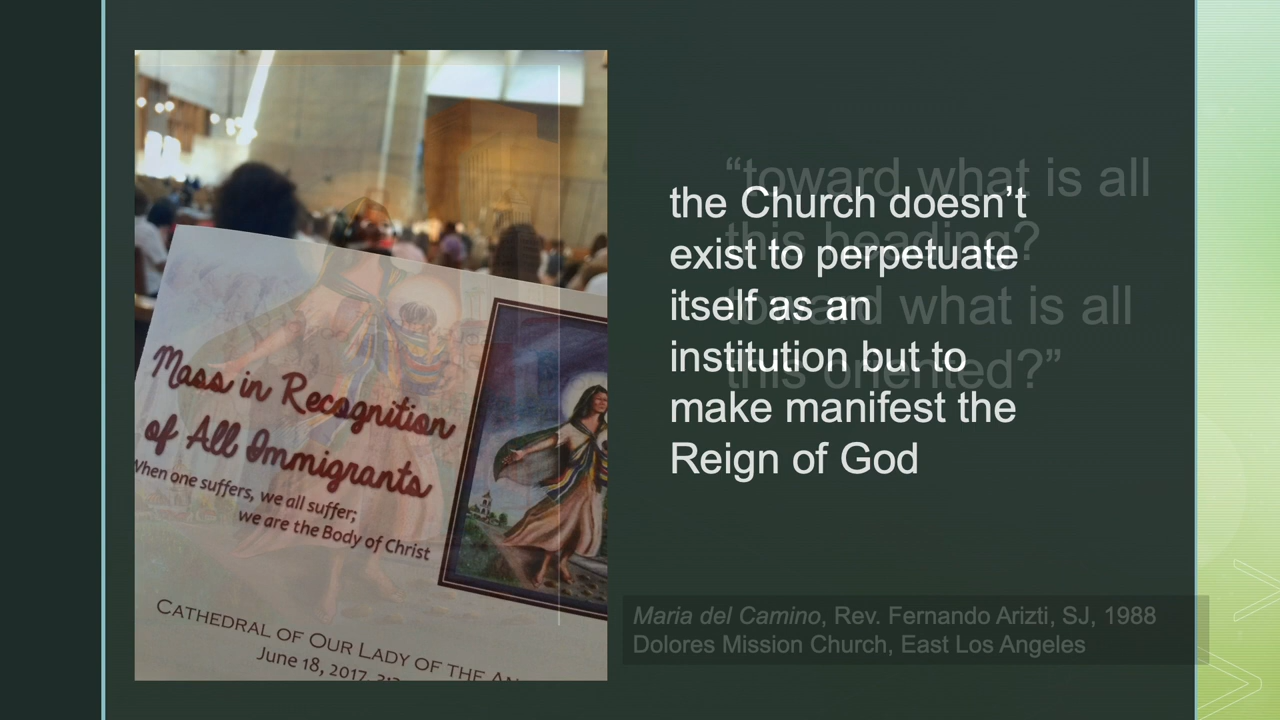 Mass in Recognition
of All Immigrants
When one suffers, we all suffer;
we are the Body of Christ
CATHEDRAL OF OUR LADY OF THE
June 18, 2017,
the Church doesn’t
exist to perpetuate
itself as an
institution but to
make manifest the
Reign of God
“toward what is all
this heading?
toward what is all
this oriented?”
Maria del Camino, Rev. Fernando Arizti, SJ, 1988
Dolores Mission Church, East Los Angeles